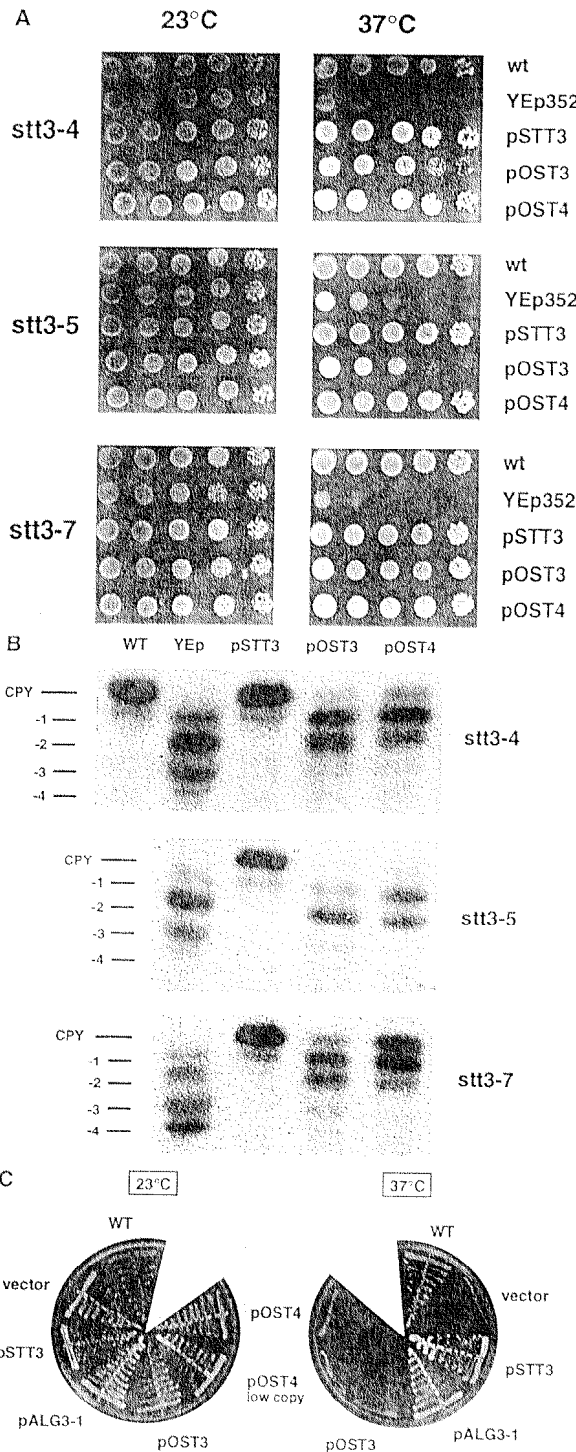 A
23°C
37°C
stt3-4
wt
YEp352
pSTT3
pOST3
pOST4
stt3-5
wt
YEp352
pSTT3
pOST3
pOST4
stt3-7
wt
YEp352
pSTT3
pOST3
pOST4
B
WT YEp pSTT3 pOST3 pOST4
CPY
-1
-2
-3
-4
stt3-4
CPY
-1
-2
-3
-4
stt3-5
CPY
-1
-2
-3
-4
stt3-7
C
23°C
WT
vector
pSTT3
pALG3-1
pOST3
pOST4
low copy
pOST4
37°C
WT
vector
pSTT3
pALG3-1
pOST3